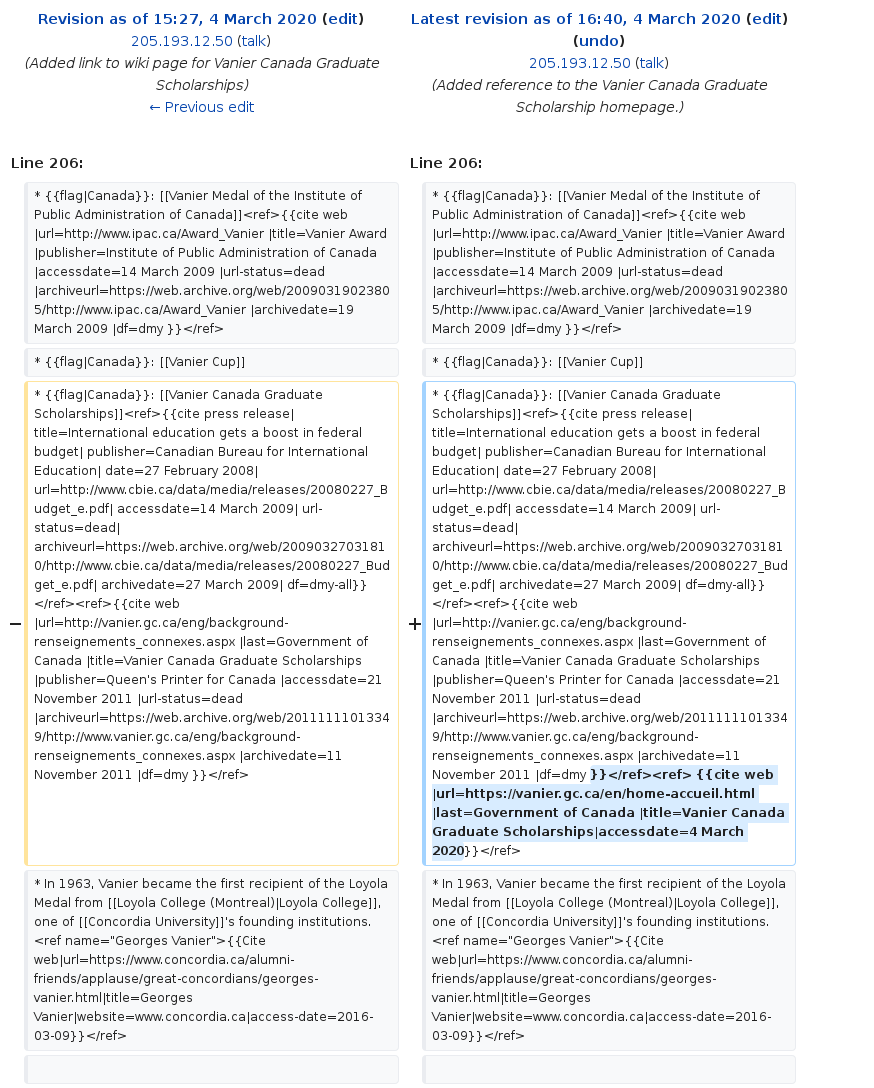 Revision as of 15:27, 4 March 2020 (edit)
205.193.12.50 (talk)
(Added link to wiki page for Vanier Canada Graduate
Scholarships)
← Previous edit
Latest revision as of 16:40, 4 March 2020 (edit)
(undo)
205.193.12.50 (talk)
(Added reference to the Vanier Canada Graduate
Scholarship homepage.)
Line 206:
* {{flag|Canada}}: [[Vanier Medal of the Institute of
Public Administration of Canada]]<ref>{{cite web
|url=http://www.ipac.ca/Award_Vanier |title=Vanier Award
|publisher=Institute of Public Administration of Canada
|accessdate=14 March 2009 |url-status=dead
|archiveurl=https://web.archive.org/web/2009031902380
5/http://www.ipac.ca/Award_Vanier |archivedate=19
March 2009 |df=dmy }}</ref>
* {{flag|Canada}}: [[Vanier Cup]]
−
* {{flag|Canada}}: [[Vanier Canada Graduate
Scholarships]]<ref>{{cite press release|
title=International education gets a boost in federal
budget| publisher=Canadian Bureau for International
Education| date=27 February 2008|
url=http://www.cbie.ca/data/media/releases/20080227_B
udget_e.pdf| accessdate=14 March 2009| url-
status=dead|
archiveurl=https://web.archive.org/web/2009032703181
0/http://www.cbie.ca/data/media/releases/20080227_Bud
get_e.pdf| archivedate=27 March 2009| df=dmy-all}}
</ref><ref>{{cite web
|url=http://vanier.gc.ca/eng/background-
renseignements_connexes.aspx |last=Government of
Canada |title=Vanier Canada Graduate Scholarships
|publisher=Queen's Printer for Canada |accessdate=21
November 2011 |url-status=dead
|archiveurl=https://web.archive.org/web/2011111101334
9/http://www.vanier.gc.ca/eng/background-
renseignements_connexes.aspx |archivedate=11
November 2011 |df=dmy }}</ref>
* In 1963, Vanier became the first recipient of the Loyola
Medal from [[Loyola College (Montreal)|Loyola College]],
one of [[Concordia University]]'s founding institutions.
<ref name="Georges Vanier">{{Cite
web|url=https://www.concordia.ca/alumni-
friends/applause/great-concordians/georges-
vanier.html|title=Georges
Vanier|website=www.concordia.ca|access-date=2016-
03-09}}</ref>
Line 206:
* {{flag|Canada}}: [[Vanier Medal of the Institute of
Public Administration of Canada]]<ref>{{cite web
|url=http://www.ipac.ca/Award_Vanier |title=Vanier Award
|publisher=Institute of Public Administration of Canada
|accessdate=14 March 2009 |url-status=dead
|archiveurl=https://web.archive.org/web/2009031902380
5/http://www.ipac.ca/Award_Vanier |archivedate=19
March 2009 |df=dmy }}</ref>
* {{flag|Canada}}: [[Vanier Cup]]
+
* {{flag|Canada}}: [[Vanier Canada Graduate
Scholarships]]<ref>{{cite press release|
title=International education gets a boost in federal
budget| publisher=Canadian Bureau for International
Education| date=27 February 2008|
url=http://www.cbie.ca/data/media/releases/20080227_B
udget_e.pdf| accessdate=14 March 2009| url-
status=dead|
archiveurl=https://web.archive.org/web/2009032703181
0/http://www.cbie.ca/data/media/releases/20080227_Bud
get_e.pdf| archivedate=27 March 2009| df=dmy-all}}
</ref><ref>{{cite web
|url=http://vanier.gc.ca/eng/background-
renseignements_connexes.aspx |last=Government of
Canada |title=Vanier Canada Graduate Scholarships
|publisher=Queen's Printer for Canada |accessdate=21
November 2011 |url-status=dead
|archiveurl=https://web.archive.org/web/2011111101334
9/http://www.vanier.gc.ca/eng/background-
renseignements_connexes.aspx |archivedate=11
November 2011 |df=dmy }}</ref><ref> {{cite web
|url=https://vanier.gc.ca/en/home-accueil.html
|last=Government of Canada |title=Vanier Canada
Graduate Scholarships|accessdate=4 March
2020}}</ref>
* In 1963, Vanier became the first recipient of the Loyola
Medal from [[Loyola College (Montreal)|Loyola College]],
one of [[Concordia University]]'s founding institutions.
<ref name="Georges Vanier">{{Cite
web|url=https://www.concordia.ca/alumni-
friends/applause/great-concordians/georges-
vanier.html|title=Georges
Vanier|website=www.concordia.ca|access-date=2016-
03-09}}</ref>